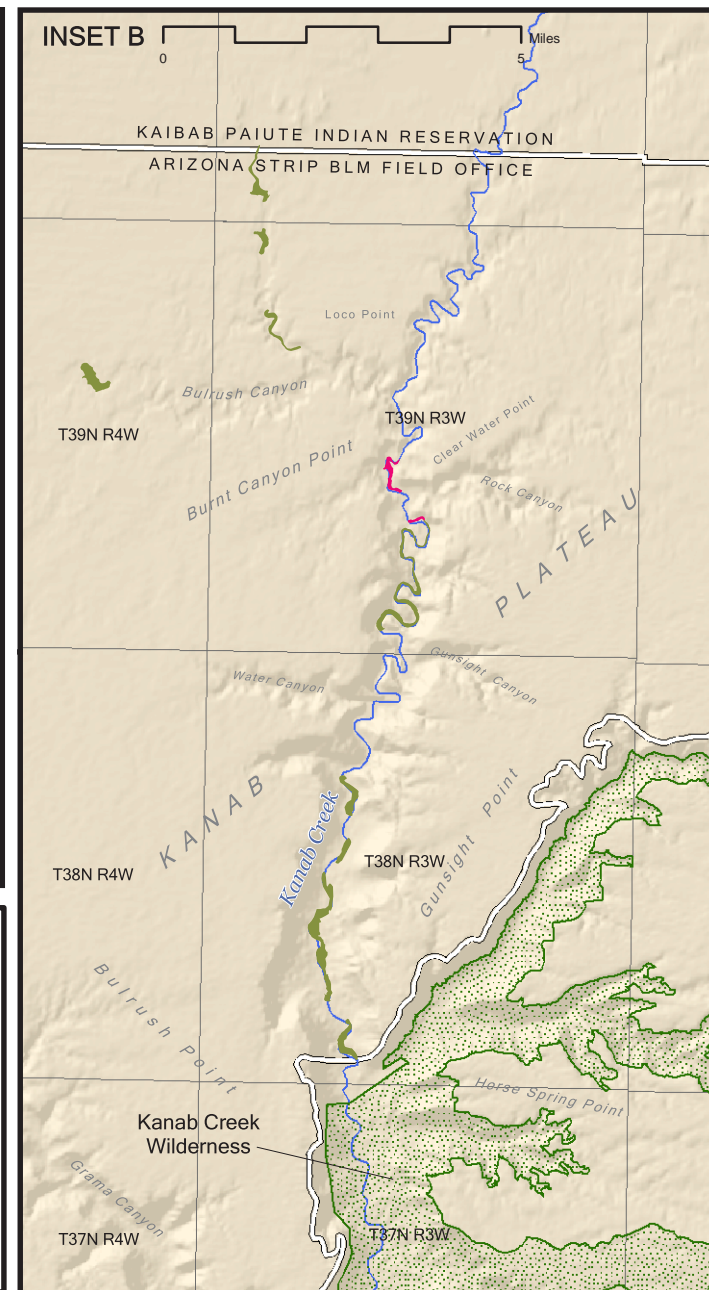 INSET B
Miles
0
5
KAIBAB PAIUTE INDIAN RESERVATION
ARIZONA STRIP BLM FIELD OFFICE
Loco Point
Bulrush Canyon
T39N R4W
T39N R3W
Clear Water Point
Burnt Canyon Point
Rock Canyon
PLATEAU
Gunsight Canyon
Water Canyon
KANAB
Gunsight Point
Kanab Creek
T38N R3W
T38N R4W
Bulrush Point
Horse Spring Point
Kanab Creek
Wilderness
Grama Canyon
T37N R4W
T37N R3W